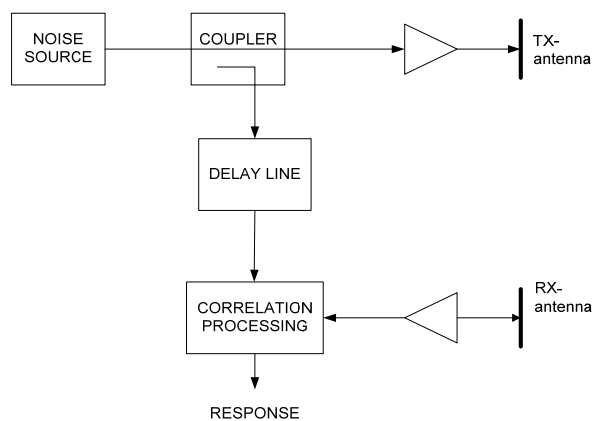 NOISE
SOURCE
COUPLER
TX-
antenna
DELAY LINE
CORRELATION
PROCESSING
RX-
antenna
RESPONSE